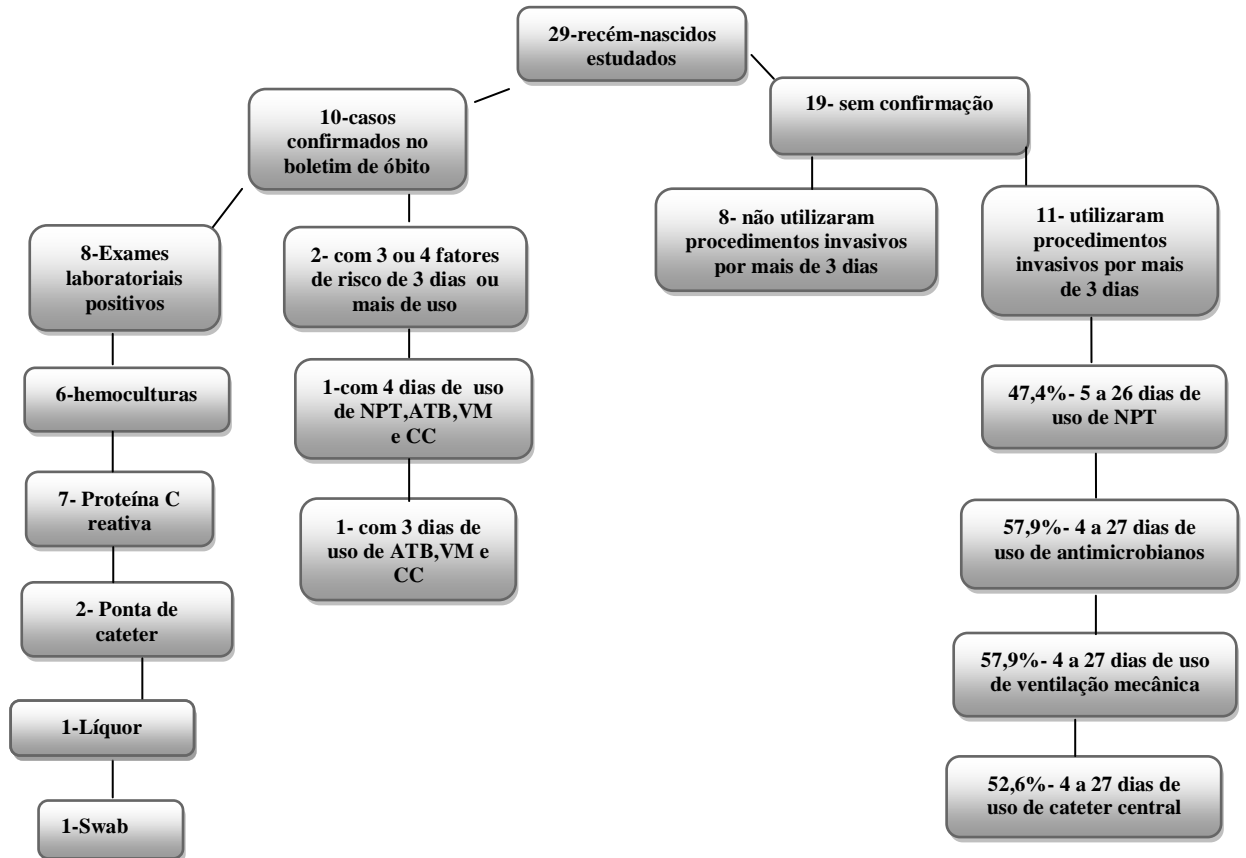 29-recém-nascidos
estudados
10-casos
confirmados no
boletim de óbito
19- sem confirmação
8-Exames
laboratoriais
positivos
2- com 3 ou 4 fatores
de risco de 3 dias ou
mais de uso
8- não utilizaram
procedimentos invasivos
por mais de 3 dias
11- utilizaram
procedimentos
invasivos por mais
de 3 dias
6-hemoculturas
1-com 4 dias de uso
de NPT,ATB,VM
e CC
47,4%- 5 a 26 dias de
uso de NPT
7- Proteína C
reativa
1- com 3 dias de
uso de ATB,VM e
CC
57,9%- 4 a 27 dias de
uso de antimicrobianos
2- Ponta de
cateter
57,9%- 4 a 27 dias de uso
de ventilação mecânica
1-Líquor
52,6%- 4 a 27 dias de
uso de cateter central
1-Swab